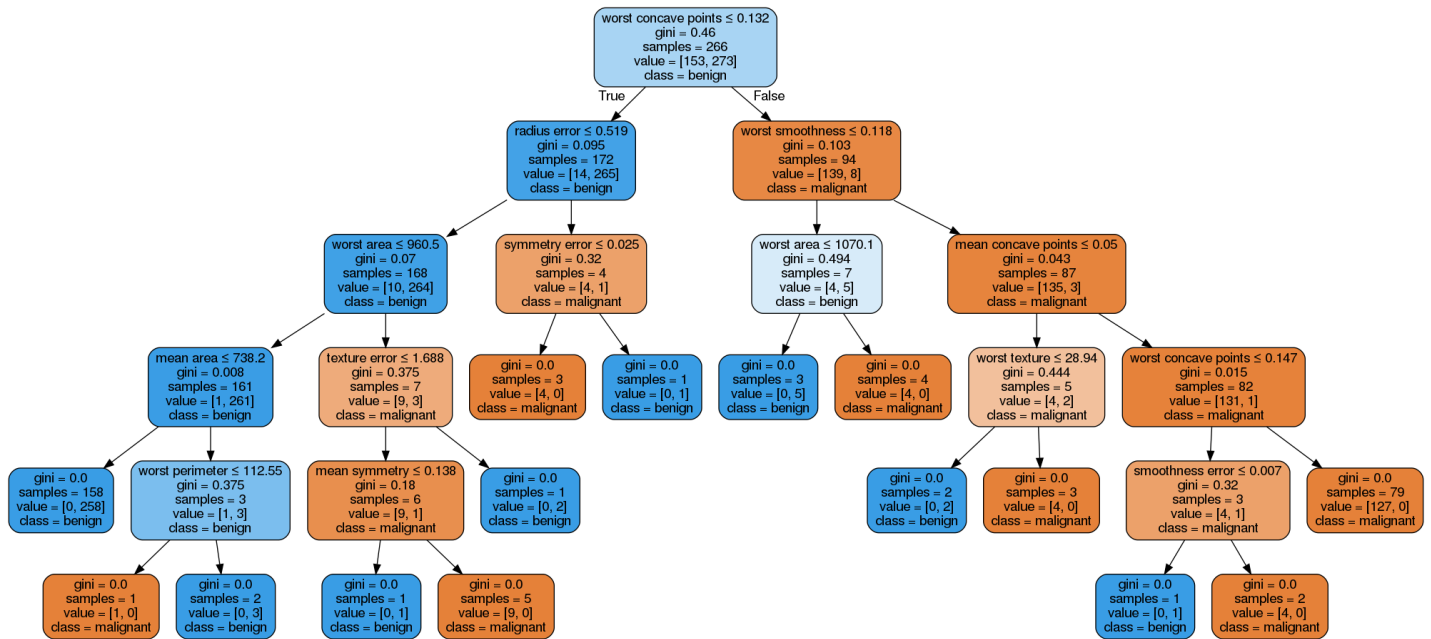 worst concave points ≤ 0.132
gini = 0.46
samples = 266
value = [153, 273]
class = benign
True
False
radius error ≤ 0.519
gini = 0.095
samples = 172
value = [14, 265]
class = benign
worst smoothness ≤ 0.118
gini = 0.103
samples = 94
value = [139, 8]
class = malignant
worst area ≤ 960.5
gini = 0.07
samples = 168
value = [10, 264]
class = benign
symmetry error ≤ 0.025
gini = 0.32
samples = 4
value = [4, 1]
class = malignant
worst area ≤ 1070.1
gini = 0.494
samples = 7
value = [4, 5]
class = benign
mean concave points ≤ 0.05
gini = 0.043
samples = 87
value = [135, 3]
class = malignant
mean area ≤ 738.2
gini = 0.008
samples = 161
value = [1, 261]
class = benign
texture error ≤ 1.688
gini = 0.375
samples = 7
value = [9, 3]
class = malignant
gini = 0.0
samples = 3
value = [4, 0]
class = malignant
gini = 0.0
samples = 1
value = [0, 1]
class = benign
gini = 0.0
samples = 3
value = [0, 5]
class = benign
gini = 0.0
samples = 4
value = [4, 0]
class = malignant
worst texture ≤ 28.94
gini = 0.444
samples = 5
value = [4, 2]
class = malignant
worst concave points ≤ 0.147
gini = 0.015
samples = 82
value = [131, 1]
class = malignant
gini = 0.0
samples = 158
value = [0, 258]
class = benign
worst perimeter ≤ 112.55
gini = 0.375
samples = 3
value = [1, 3]
class = benign
mean symmetry ≤ 0.138
gini = 0.18
samples = 6
value = [9, 1]
class = malignant
gini = 0.0
samples = 1
value = [0, 2]
class = benign
gini = 0.0
samples = 2
value = [0, 2]
class = benign
gini = 0.0
samples = 3
value = [4, 0]
class = malignant
smoothness error ≤ 0.007
gini = 0.32
samples = 3
value = [4, 1]
class = malignant
gini = 0.0
samples = 79
value = [127, 0]
class = malignant
gini = 0.0
samples = 1
value = [1, 0]
class = malignant
gini = 0.0
samples = 2
value = [0, 3]
class = benign
gini = 0.0
samples = 1
value = [0, 1]
class = benign
gini = 0.0
samples = 5
value = [9, 0]
class = malignant
gini = 0.0
samples = 1
value = [0, 1]
class = benign
gini = 0.0
samples = 2
value = [4, 0]
class = malignant